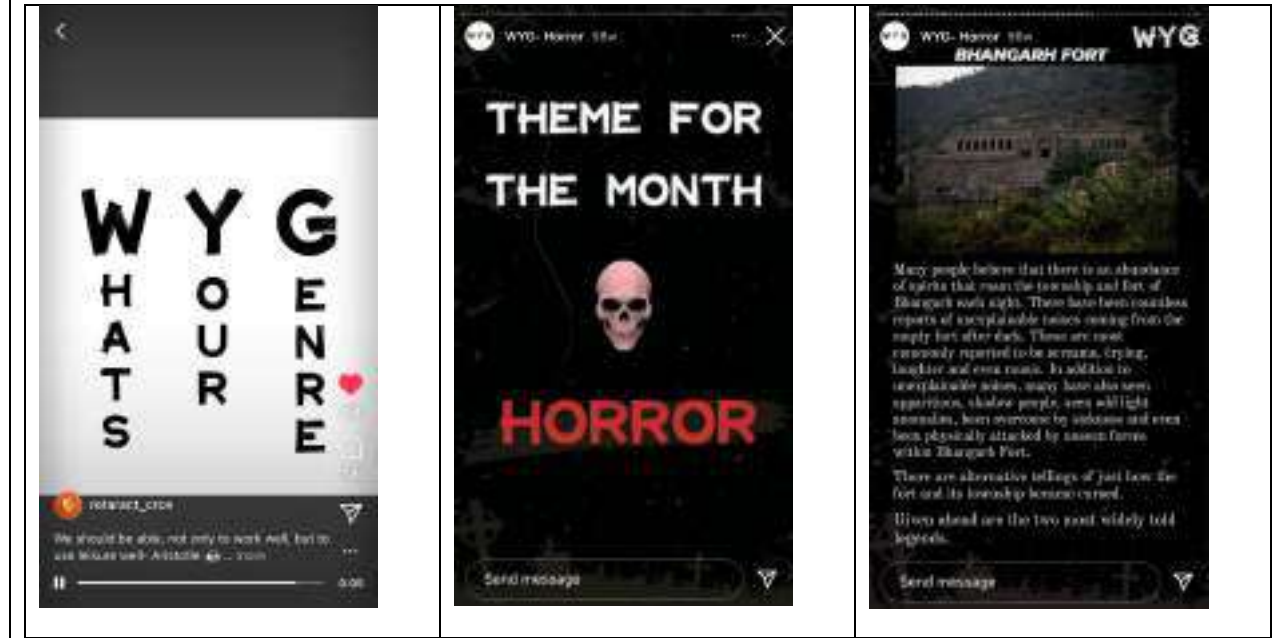 W Y G
H O E
A U N
T R R
S E
rotaract_crce
We should be able, not only to work well, but to
use leisure well- Aristotle ... more
0:00
WYG- Horror
THEME FOR
THE MONTH
HORROR
Send message
WYG- Horror
WYG
BHANGARH FORT
Many people believe that there is an abundance
of spirits that roam the township and fort of
Bhangarh each night. There have been countless
reports of unexplainable noises coming from the
empty fort after dark. These are most
commonly reported to be screams, crying,
laughter and even music. In addition to
unexplainable noises, many have also seen
apparitions, shadow people, seen odd light
anomalies, been overcome by sickness and even
been physically attacked by unseen forces
within Bhangarh Fort.
There are alternative tellings of just how the
fort and its township became cursed.
Given ahead are the two most widely told
legends.
Send message